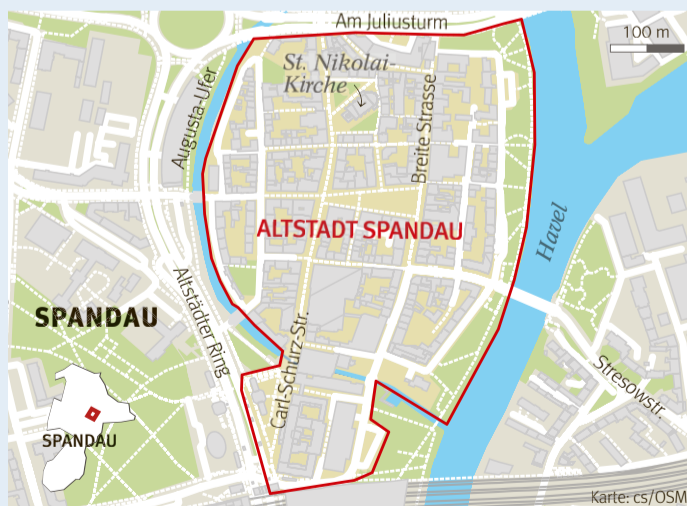 Am Juliusturm
100 m
St. Nikolai-
Kirche
Augusta-Ufer
Breite Strasse
ALTSTADT SPANDAU
Havel
Altstädter Ring
SPANDAU
Carl-Schurz-Str.
Stresowstr.
SPANDAU
Karte: cs/OSM